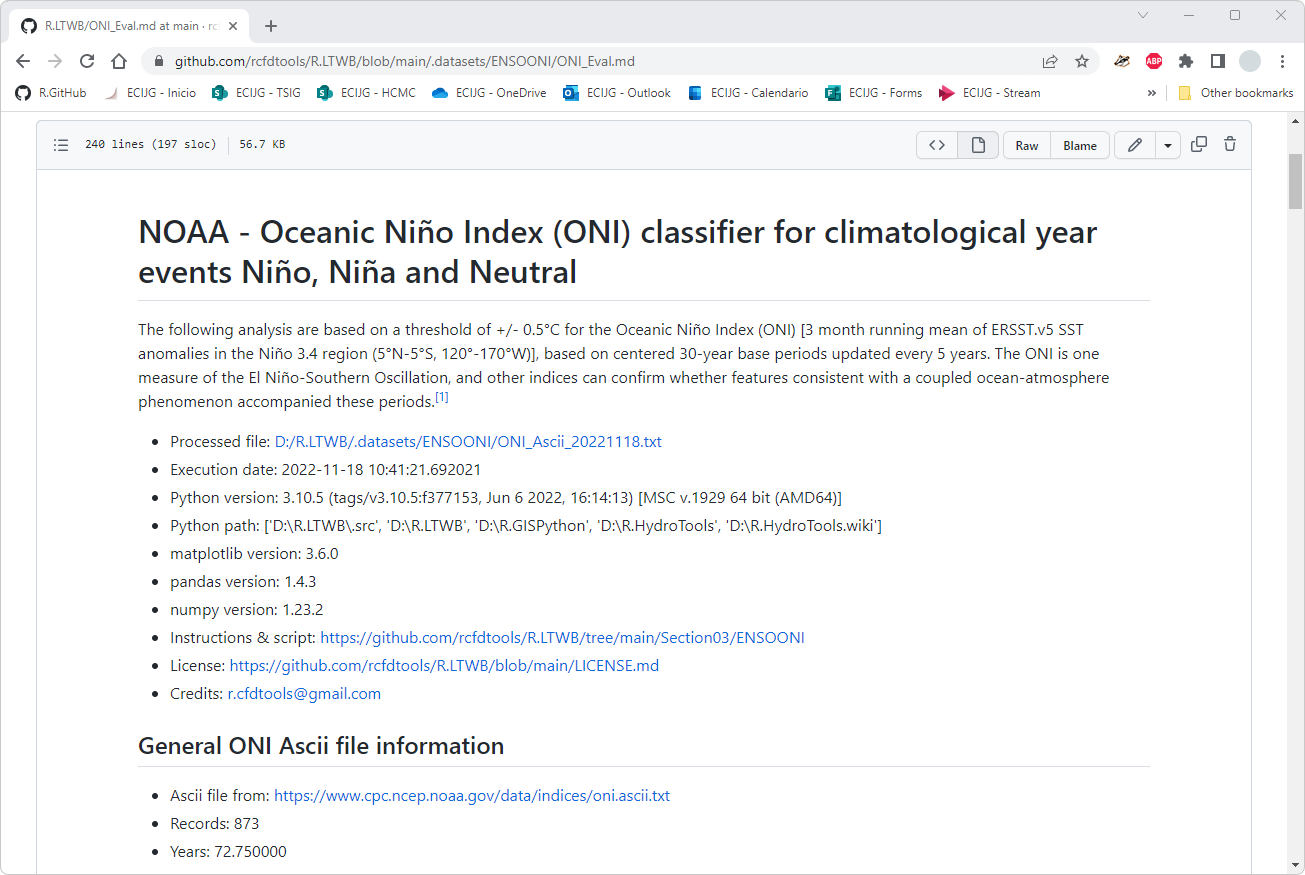 R.LTWB/ONI_Eval.md at main · rc
github.com/rcfdtools/R.LTWB/blob/main/.datasets/ENSOONI/ONI_Eval.md
ABP
R.GitHub ECIJG - Inicio ECIJG - TSIG ECIJG - HCMC ECIJG - OneDrive ECIJG - Outlook ECIJG - Calendario ECIJG - Forms ECIJG - Stream » Other bookmarks
240 lines (197 sloc) 56.7 KB <> Raw Blame
NOAA - Oceanic Niño Index (ONI) classifier for climatological year
events Niño, Niña and Neutral
The following analysis are based on a threshold of +/- 0.5°C for the Oceanic Niño Index (ONI) [3 month running mean of ERSST.v5 SST
anomalies in the Niño 3.4 region (5°N-5°S, 120°-170°W)], based on centered 30-year base periods updated every 5 years. The ONI is one
measure of the El Niño-Southern Oscillation, and other indices can confirm whether features consistent with a coupled ocean-atmosphere
phenomenon accompanied these periods.[1]
• Processed file: D:/R.LTWB/.datasets/ENSOONI/ONI_Ascii_20221118.txt
• Execution date: 2022-11-18 10:41:21.692021
• Python version: 3.10.5 (tags/v3.10.5:f377153, Jun 6 2022, 16:14:13) [MSC v.1929 64 bit (AMD64)]
• Python path: ['D:\R.LTWB\.src', 'D:\R.LTWB', 'D:\R.GISPython', 'D:\R.HydroTools', 'D:\R.HydroTools.wiki']
• matplotlib version: 3.6.0
• pandas version: 1.4.3
• numpy version: 1.23.2
• Instructions & script: https://github.com/rcfdtools/R.LTWB/tree/main/Section03/ENSOONI
• License: https://github.com/rcfdtools/R.LTWB/blob/main/LICENSE.md
• Credits: r.cfdtools@gmail.com
General ONI Ascii file information
• Ascii file from: https://www.cpc.ncep.noaa.gov/data/indices/oni.ascii.txt
• Records: 873
• Years: 72.750000